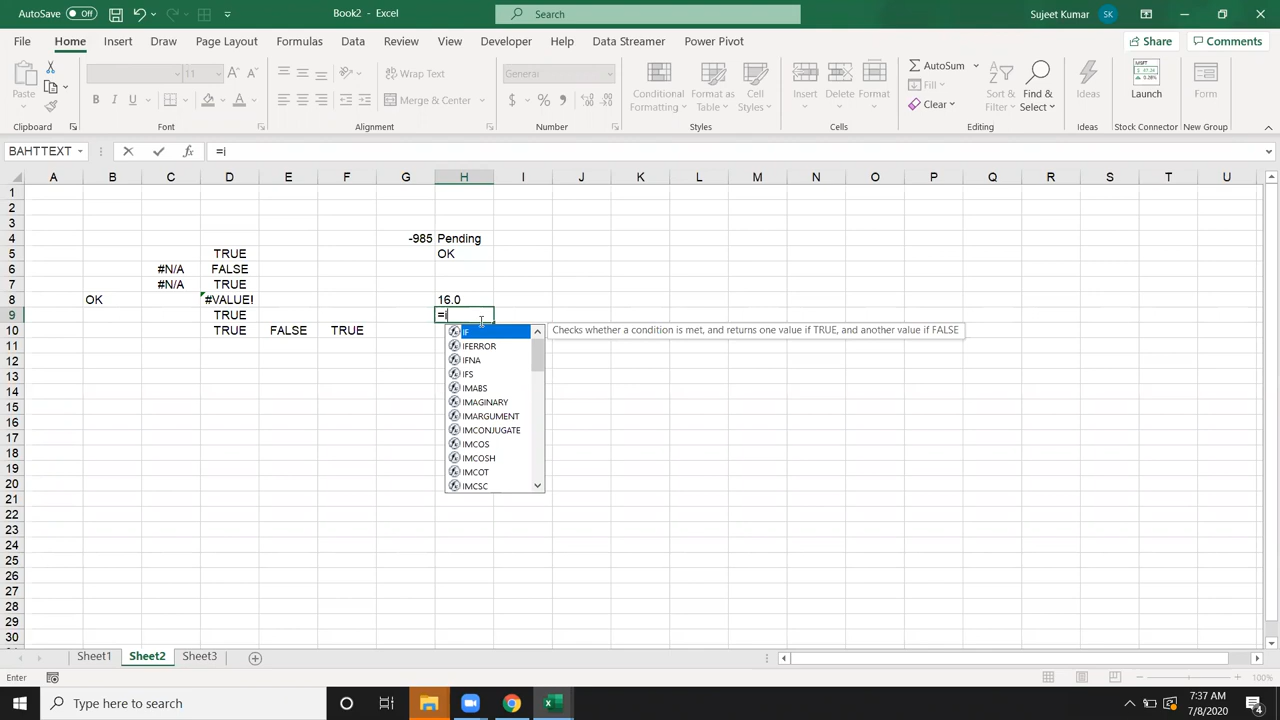 AutoSave Off Book2 Search Sujeet Kumar SK
File Home Insert Draw Page Layout Formulas Data Review View Developer Help Data Streamer Power Pivot Share Comments
Paste Arial 11 Wrap Text General Conditional Formatting Format as Table Cell Styles Insert Delete Format AutoSum Sort & Filter Find & Select Ideas Launch Form
B I U Merge & Center $ % Fill Clear
Clipboard Font Alignment Number Styles Cells Editing Ideas Stock Connector New Group
BAHTTEXT fx =i
A B C D E F G H I J K L M N O P Q R S T U
1
2
3
4 -985 Pending
5 TRUE OK
6 #N/A FALSE
7 #N/A TRUE
8 OK #VALUE! 16.0
9 TRUE =i
10 TRUE FALSE TRUE
IF Checks whether a condition is met, and returns one value if TRUE, and another value if FALSE
11 IFERROR
12 IFNA
13 IFS
14 IMABS
15 IMAGINARY
16 IMARGUMENT
17 IMCONJUGATE
18 IMCOS
IMCOSH
19 IMCOT
20 IMCSC
21
22
23
24
25
26
27
28
29
30
Sheet1 Sheet2 Sheet3
Enter 100%
Type here to search 7:37 AM
7/8/2020 4